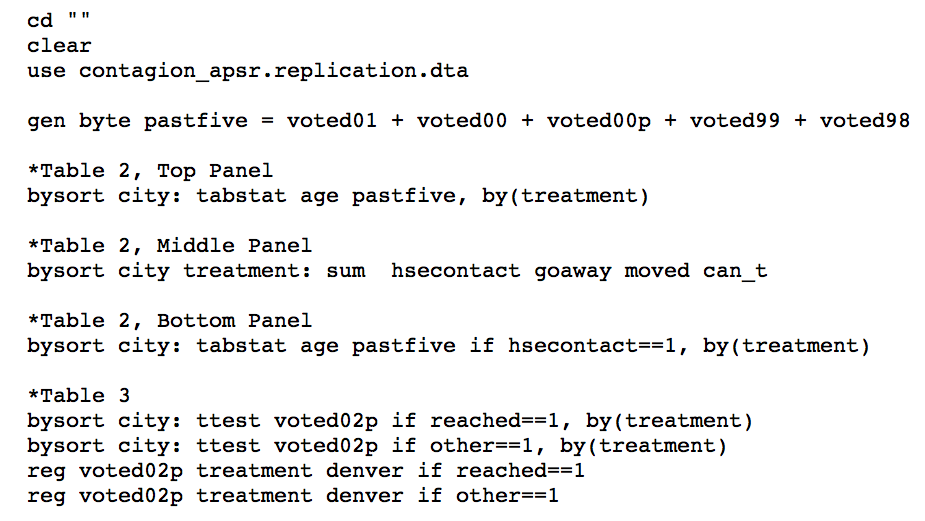 cd ""
clear
use contagion_apsr.replication.dta
gen byte pastfive = voted01 + voted00 + voted00p + voted99 + voted98
*Table 2, Top Panel
bysort city: tabstat age pastfive, by(treatment)
*Table 2, Middle Panel
bysort city treatment: sum  hsecontact goaway moved can_t
*Table 2, Bottom Panel
bysort city: tabstat age pastfive if hsecontact==1, by(treatment)
*Table 3
bysort city: ttest voted02p if reached==1, by(treatment)
bysort city: ttest voted02p if other==1, by(treatment)
reg voted02p treatment denver if reached==1
reg voted02p treatment denver if other==1